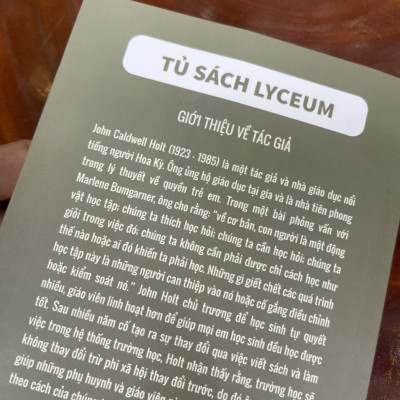 TỦ SÁCH LYCEUM
GIỚI THIỆU VỀ TÁC GIẢ
John Caldwell Holt (1923 - 1985) là một tác giả và nhà giáo dục nổi
tiếng người Hoa Kỳ. Ông ủng hộ giáo dục tại gia và là nhà tiên phong
trong lý thuyết về quyền trẻ em. Trong một bài phỏng vấn với
Marlene Bumgarner, ông cho rằng: "về cơ bản, con người là một động
vật học tập: chúng ta thích học hỏi: chúng ta cần học hỏi: chúng ta
giỏi trong việc đó: chúng ta không cần phải được chỉ cách học như
thế nào hoặc ai đó khiến ta phải học. Những gì giết chết các quá trình
học tập này là những người can thiệp vào nó hoặc cố gắng điều chỉnh
hoặc kiểm soát nó." John Holt chủ trương để học sinh tự quyết
nhiều, giáo viên linh hoạt hơn để giúp mọi em học sinh đều học được
tốt. Sau nhiều năm cố tạo ra sự thay đổi qua việc viết sách và làm
việc trong hệ thống trường học, Holt nhận thấy rằng, trường học sẽ
không thay đổi trừ phi xã hội thay đổi trước, do đó
giúp những phụ huynh và giáo viên
theo cách của chúng